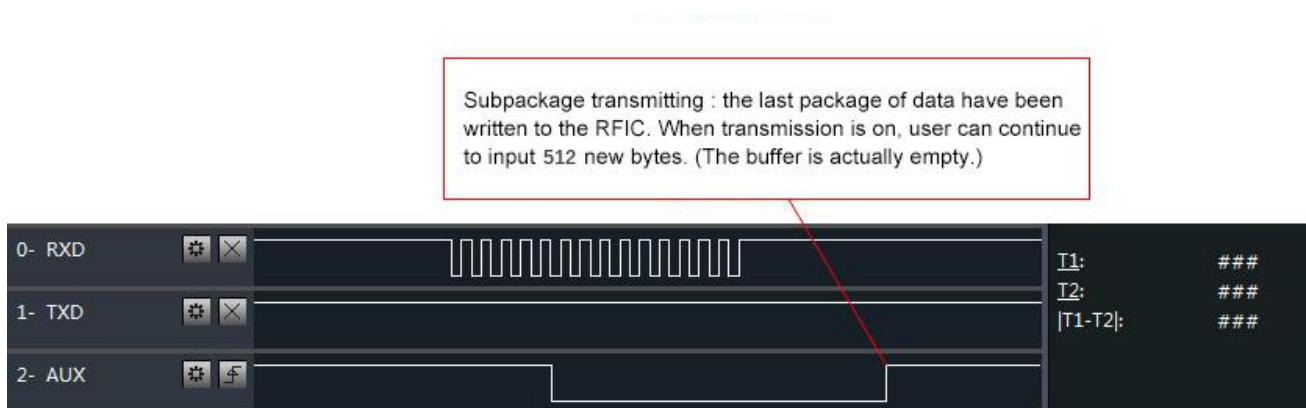 Subpackage transmitting : the last package of data have been
written to the RFIC. When transmission is on, user can continue
to input 512 new bytes. (The buffer is actually empty.)
0- RXD
T1: ###
1- TXD
T2: ###
|T1-T2|: ###
2- AUX